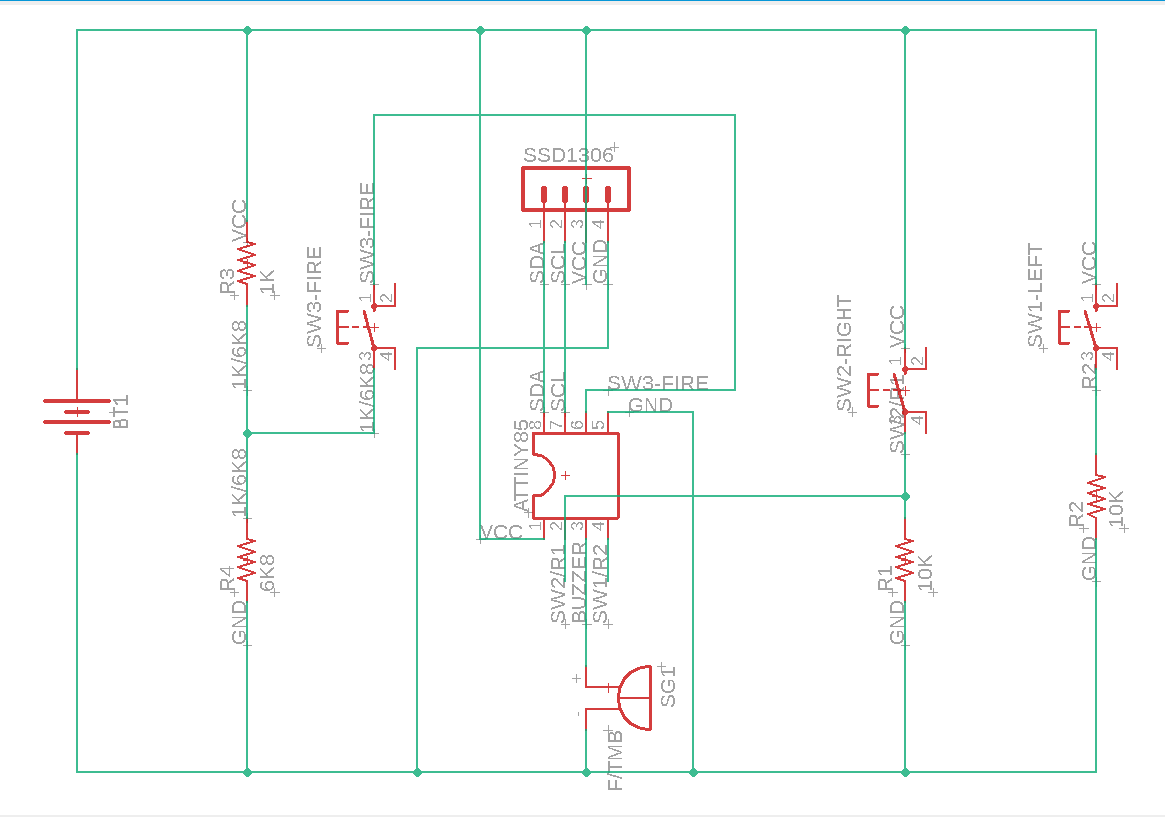 SSD1306
1 2 3 4
SDA SCL VCC GND
VCC
R3
1K
1K/6K8
1K/6K8
R4
6K8
GND
BT1
SW3-FIRE
SW3-FIRE
1 2
3 4
1K/6K8
SDA SCL
SW3-FIRE
GND
8 7 6 5
ATTINY85
VCC
1 2 3 4
SW2/R1
BUZZER
SW1/R2
+
-
SG1
F/TMB
SW2-RIGHT
VCC
1 2
3 4
SW2/R1
R1
10K
GND
SW1-LEFT
VCC
1 2
3 4
R2
R2
10K
GND